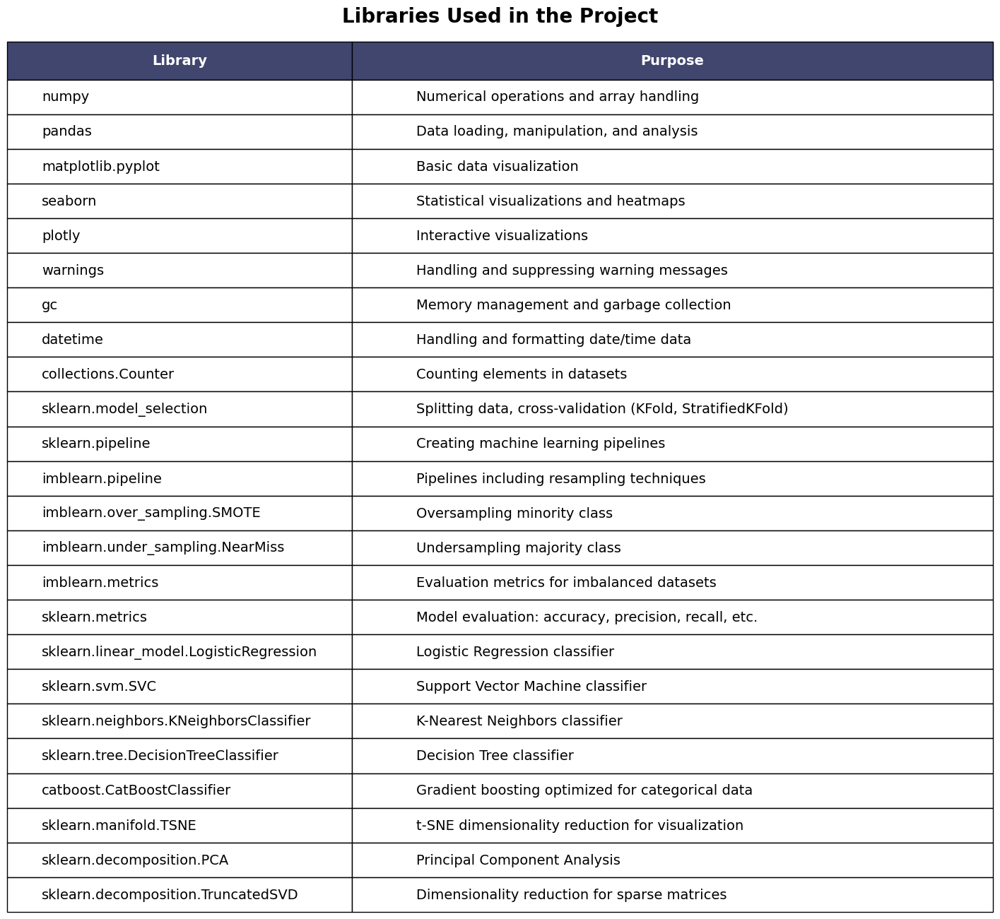 Libraries Used in the Project
Library Purpose
numpy Numerical operations and array handling
pandas Data loading, manipulation, and analysis
matplotlib.pyplot Basic data visualization
seaborn Statistical visualizations and heatmaps
plotly Interactive visualizations
warnings Handling and suppressing warning messages
gc Memory management and garbage collection
datetime Handling and formatting date/time data
collections.Counter Counting elements in datasets
sklearn.model_selection Splitting data, cross-validation (KFold, StratifiedKFold)
sklearn.pipeline Creating machine learning pipelines
imblearn.pipeline Pipelines including resampling techniques
imblearn.over_sampling.SMOTE Oversampling minority class
imblearn.under_sampling.NearMiss Undersampling majority class
imblearn.metrics Evaluation metrics for imbalanced datasets
sklearn.metrics Model evaluation: accuracy, precision, recall, etc.
sklearn.linear_model.LogisticRegression Logistic Regression classifier
sklearn.svm.SVC Support Vector Machine classifier
sklearn.neighbors.KNeighborsClassifier K-Nearest Neighbors classifier
sklearn.tree.DecisionTreeClassifier Decision Tree classifier
catboost.CatBoostClassifier Gradient boosting optimized for categorical data
sklearn.manifold.TSNE t-SNE dimensionality reduction for visualization
sklearn.decomposition.PCA Principal Component Analysis
sklearn.decomposition.TruncatedSVD Dimensionality reduction for sparse matrices